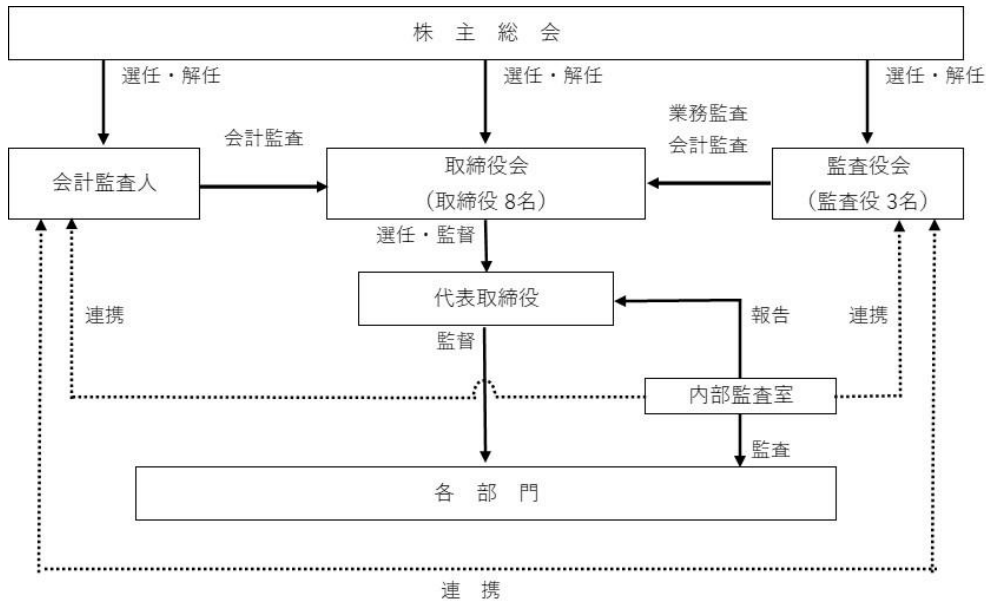 株 主 総 会
選任・解任
選任・解任
選任・解任
会計監査
業務監査
会計監査
会計監査人
取締役会
(取締役 8名)
監査役会
(監査役 3名)
選任・監督
代表取締役
連携
報告
連携
監督
内部監査室
監査
各 部 門
連 携